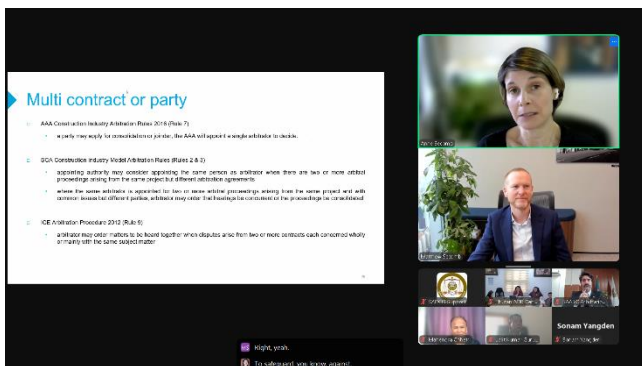 Multi contract or party
AAA Construction Industry Arbitration Rules 2016 (Rule 7)
a party may apply for consolidation or joinder, the AAA will appoint a single arbitrator to decide.
SCA Construction Industry Model Arbitration Rules (Rules 2 & 3)
appointing authority may consider appointing the same person as arbitrator when there are two or more arbitral
proceedings arising from the same project but different arbitration agreements
where the same arbitrator is appointed for two or more arbitral proceedings arising from the same project and with
common issues but different parties, arbitrator may order that hearings be concurrent or the proceedings be consolidated
ICE Arbitration Procedure 2012 (Rule 9)
arbitrator may order matters to be heard together when disputes arise from two or more contracts each concerned wholly
or mainly with the same subject matter
Sonam Yangden
Sonam Yangden
Right, yeah.
To safeguard, you know, against,